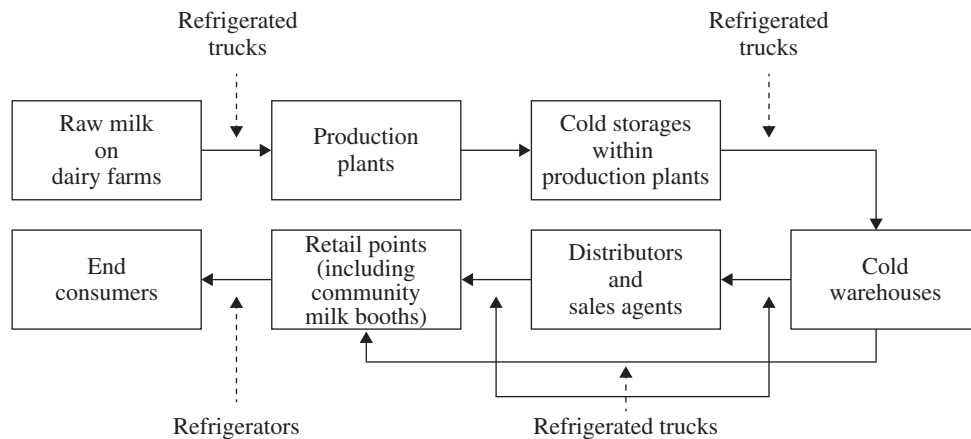 Refrigerated
trucks
Refrigerated
trucks
Raw milk
on
dairy farms
Production
plants
Cold storages
within
production plants
End
consumers
Retail points
(including
community
milk booths)
Distributors
and
sales agents
Cold
warehouses
Refrigerators
Refrigerated trucks